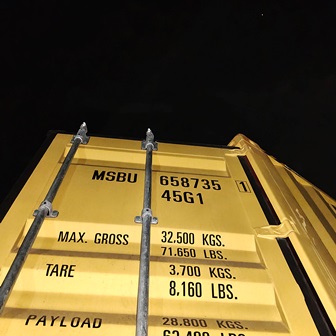 MSBU 658735 1
45G1
MAX. GROSS 32.500 KGS.
71.650 LBS.
TARE 3,700 KGS.
8,160 LBS.
PAYLOAD 28.800 KGS.